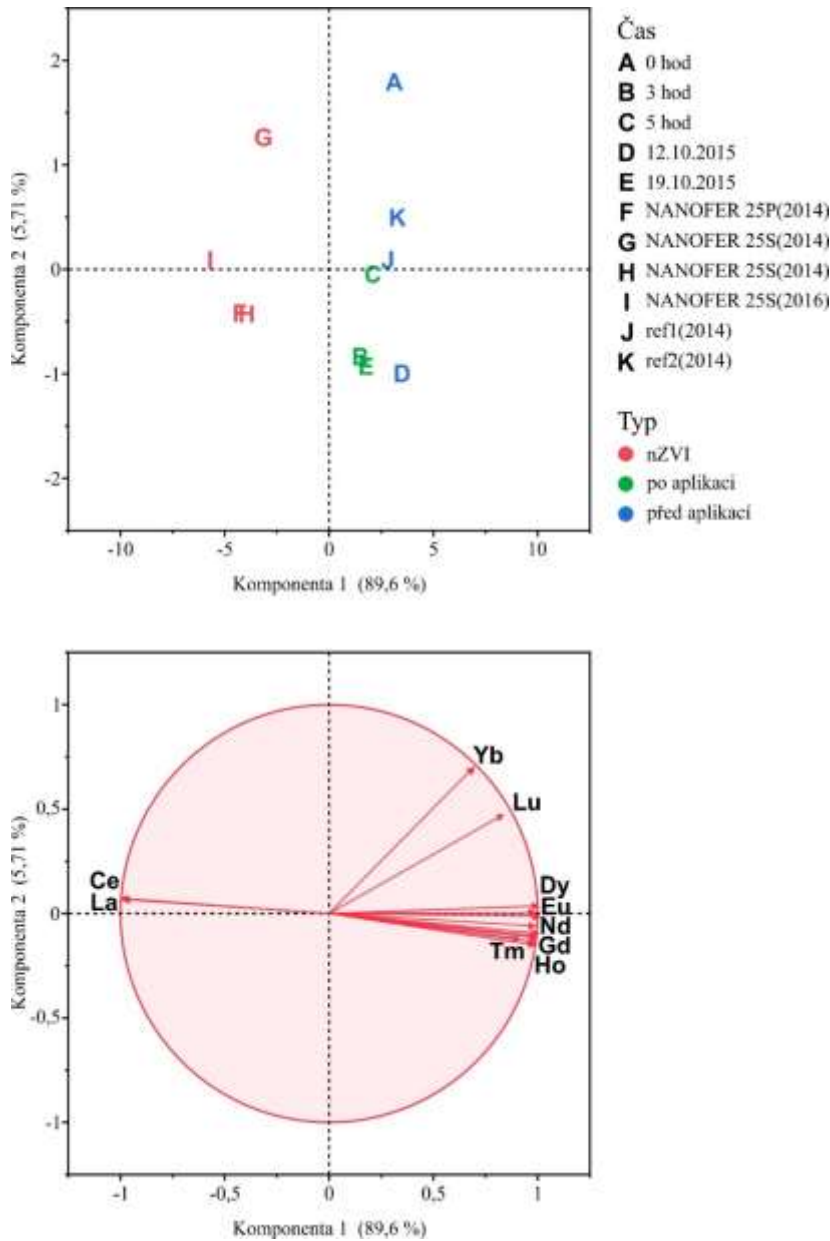 2
1
0
-1
-2
-10
-5
0
5
10
Komponenta 2 (5,71 %)
Komponenta 1 (89,6 %)
A
G
K
I
J
C
F
H
B
E
D
Čas
A 0 hod
B 3 hod
C 5 hod
D 12.10.2015
E 19.10.2015
F NANOFER 25P(2014)
G NANOFER 25S(2014)
H NANOFER 25S(2014)
I NANOFER 25S(2016)
J ref1(2014)
K ref2(2014)
Typ
nZVI
po aplikaci
před aplikací
1
0,5
0
-0,5
-1
-1
-0,5
0
0,5
1
Komponenta 2 (5,71 %)
Komponenta 1 (89,6 %)
Yb
Lu
Ce
La
Dy
Eu
Nd
Tm
Gd
Ho